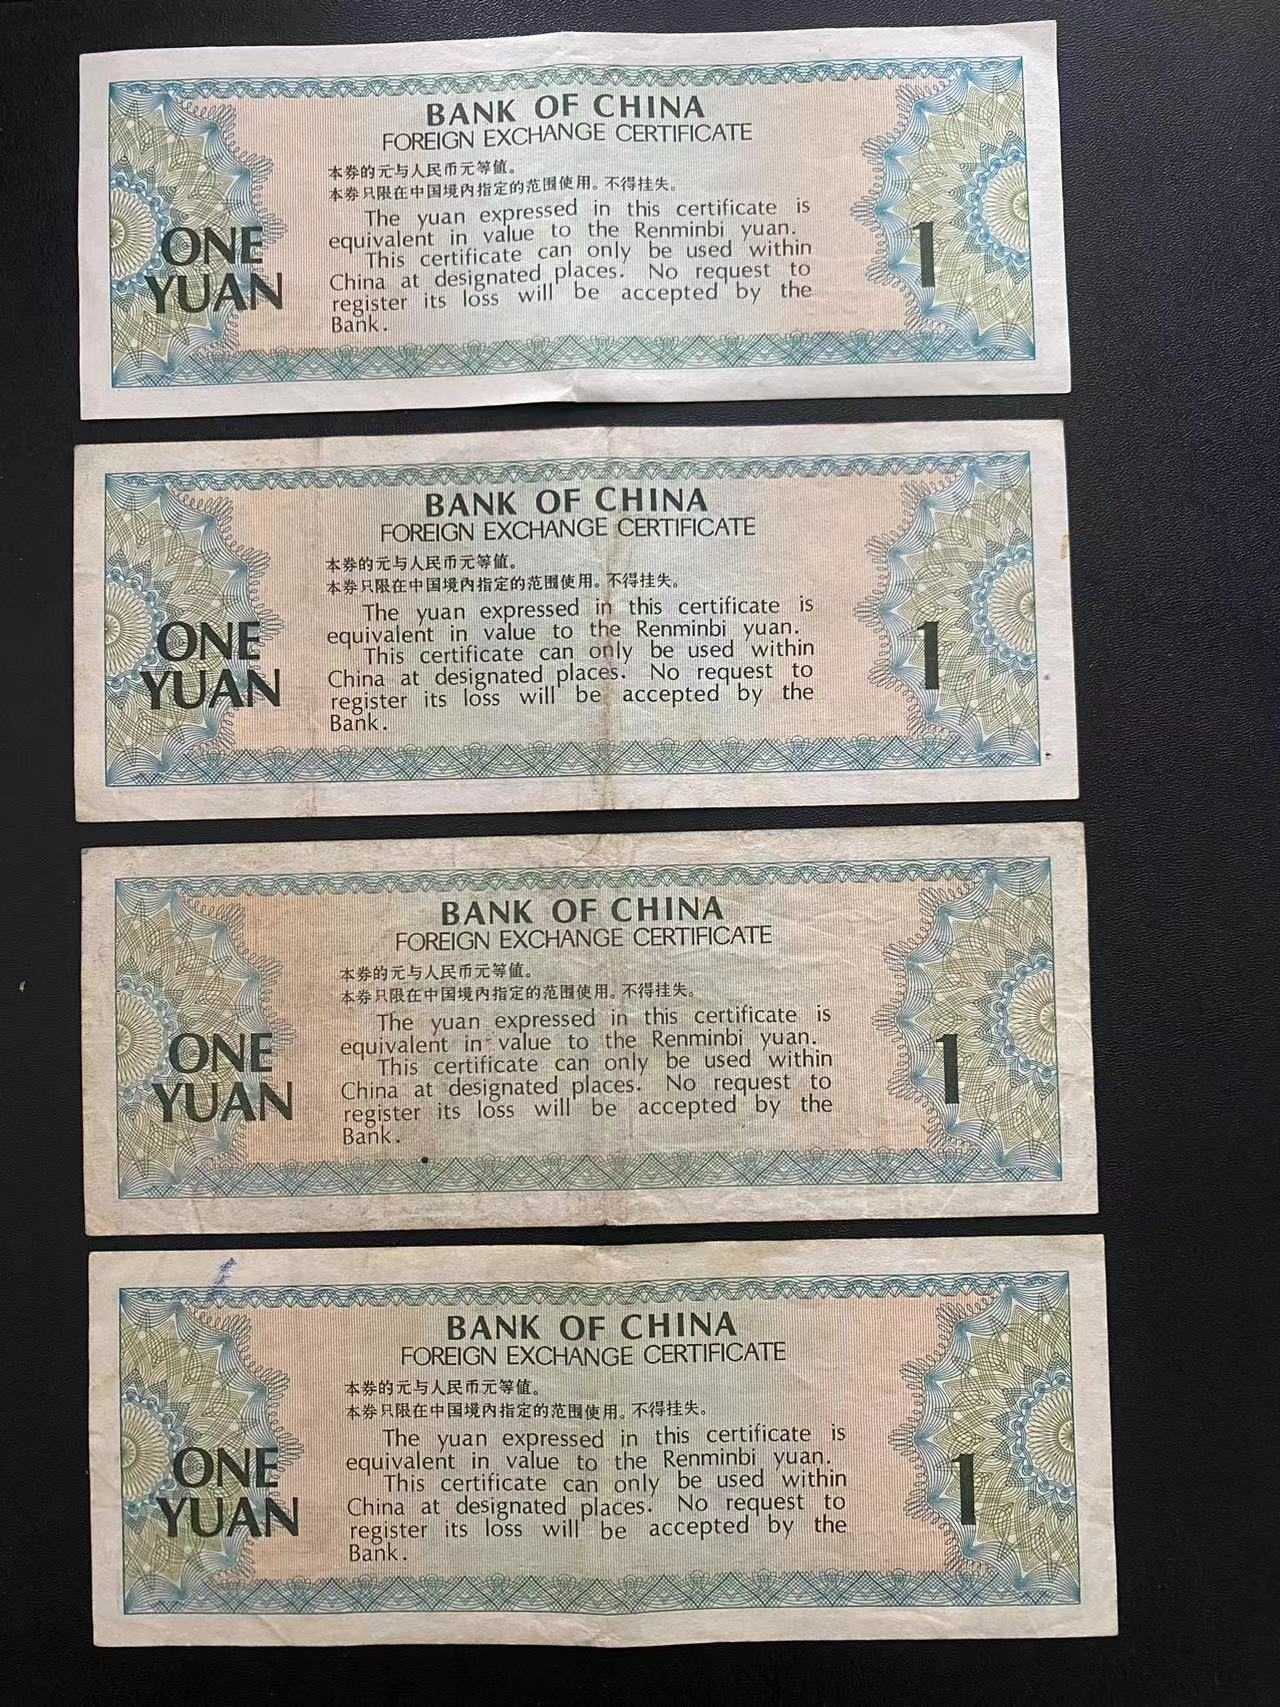 BANK OF CHINA
FOREIGN EXCHANGE CERTIFICATE
本券的元与人民币元等值。
本券只限在中国境内指定的范围使用。不得挂失。
The yuan expressed in this certificate is
equivalent in value to the Renminbi yuan.
This certificate can only be used within
China at designated places. No request to
register its loss will be accepted by the
Bank.
ONE
YUAN
1
BANK OF CHINA
FOREIGN EXCHANGE CERTIFICATE
本券的元与人民币元等值。
本券只限在中国境内指定的范围使用。不得挂失。
The yuan expressed in this certificate is
equivalent in value to the Renminbi yuan.
This certificate can only be used within
China at designated places. No request to
register its loss will be accepted by the
Bank.
ONE
YUAN
1
BANK OF CHINA
FOREIGN EXCHANGE CERTIFICATE
本券的元与人民币元等值。
本券只限在中国境内指定的范围使用。不得挂失。
The yuan expressed in this certificate is
equivalent in value to the Renminbi yuan.
This certificate can only be used within
China at designated places. No request to
register its loss will be accepted by the
Bank.
ONE
YUAN
1
BANK OF CHINA
FOREIGN EXCHANGE CERTIFICATE
本券的元与人民币元等值。
本券只限在中国境内指定的范围使用。不得挂失。
The yuan expressed in this certificate is
equivalent in value to the Renminbi yuan.
This certificate can only be used within
China at designated places. No request to
register its loss will be accepted by the
Bank.
ONE
YUAN
1